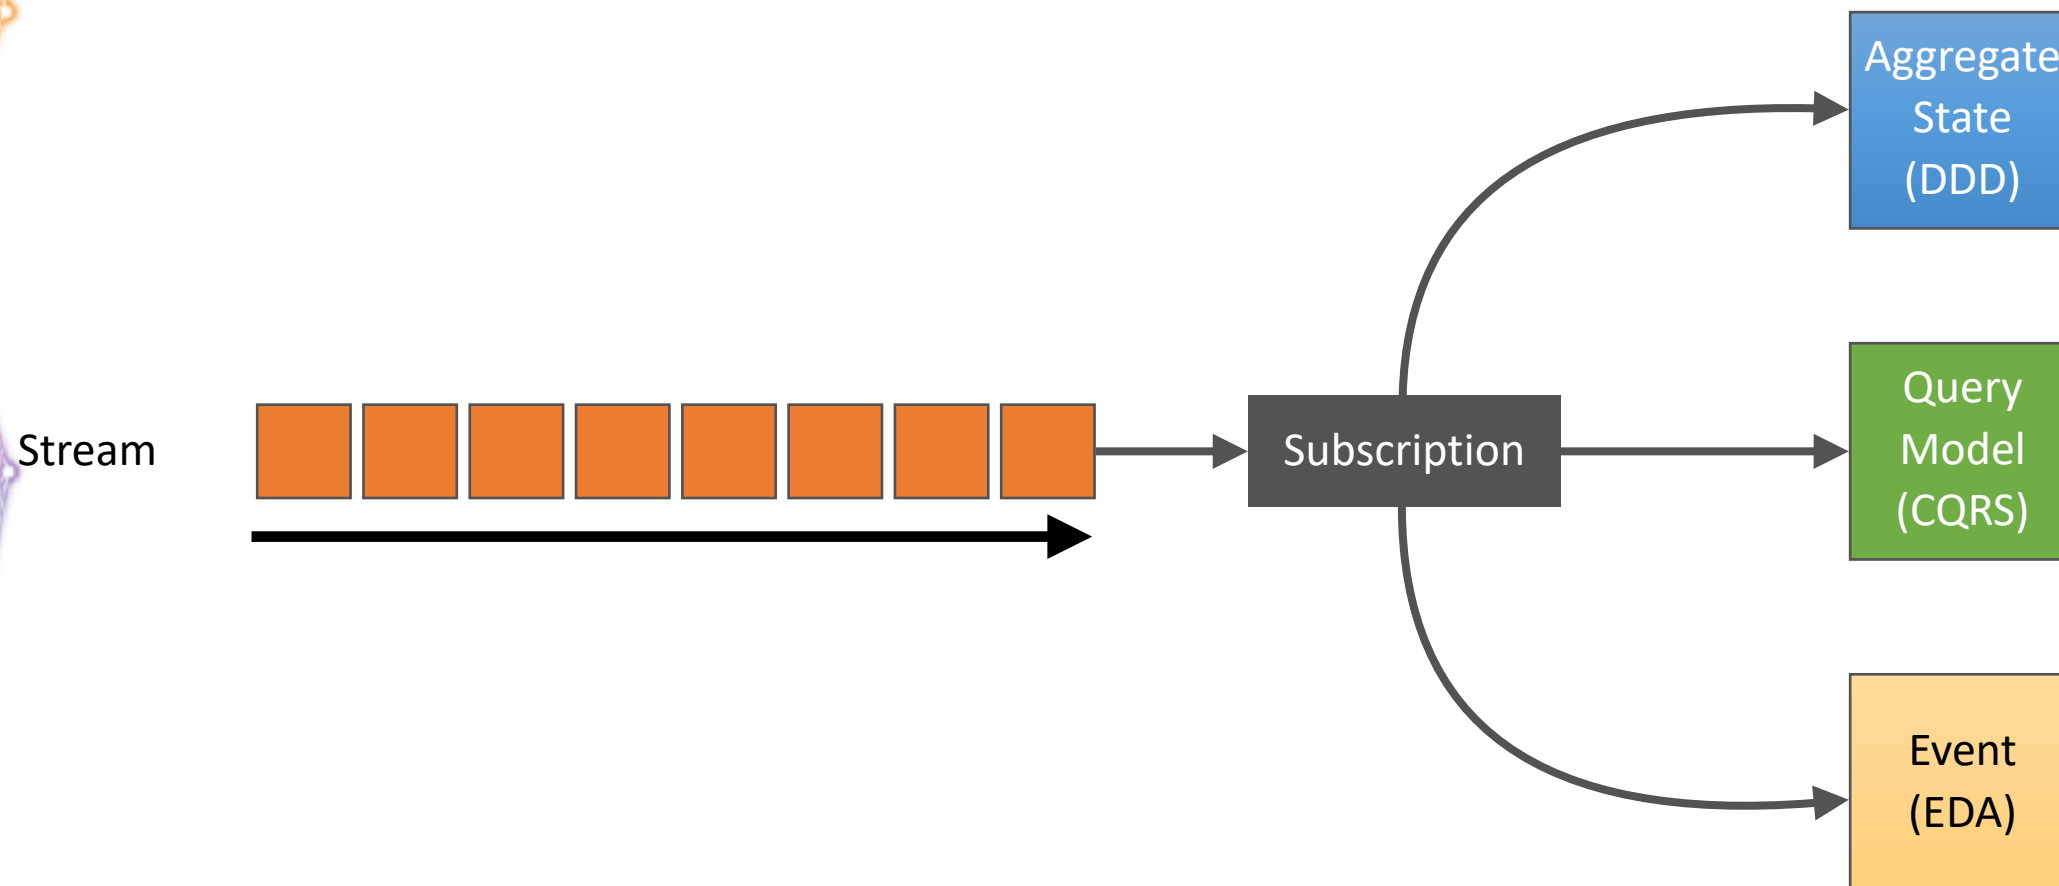 Stream
Subscription
Aggregate
State
(DDD)
Query
Model
(CQRS)
Event
(EDA)